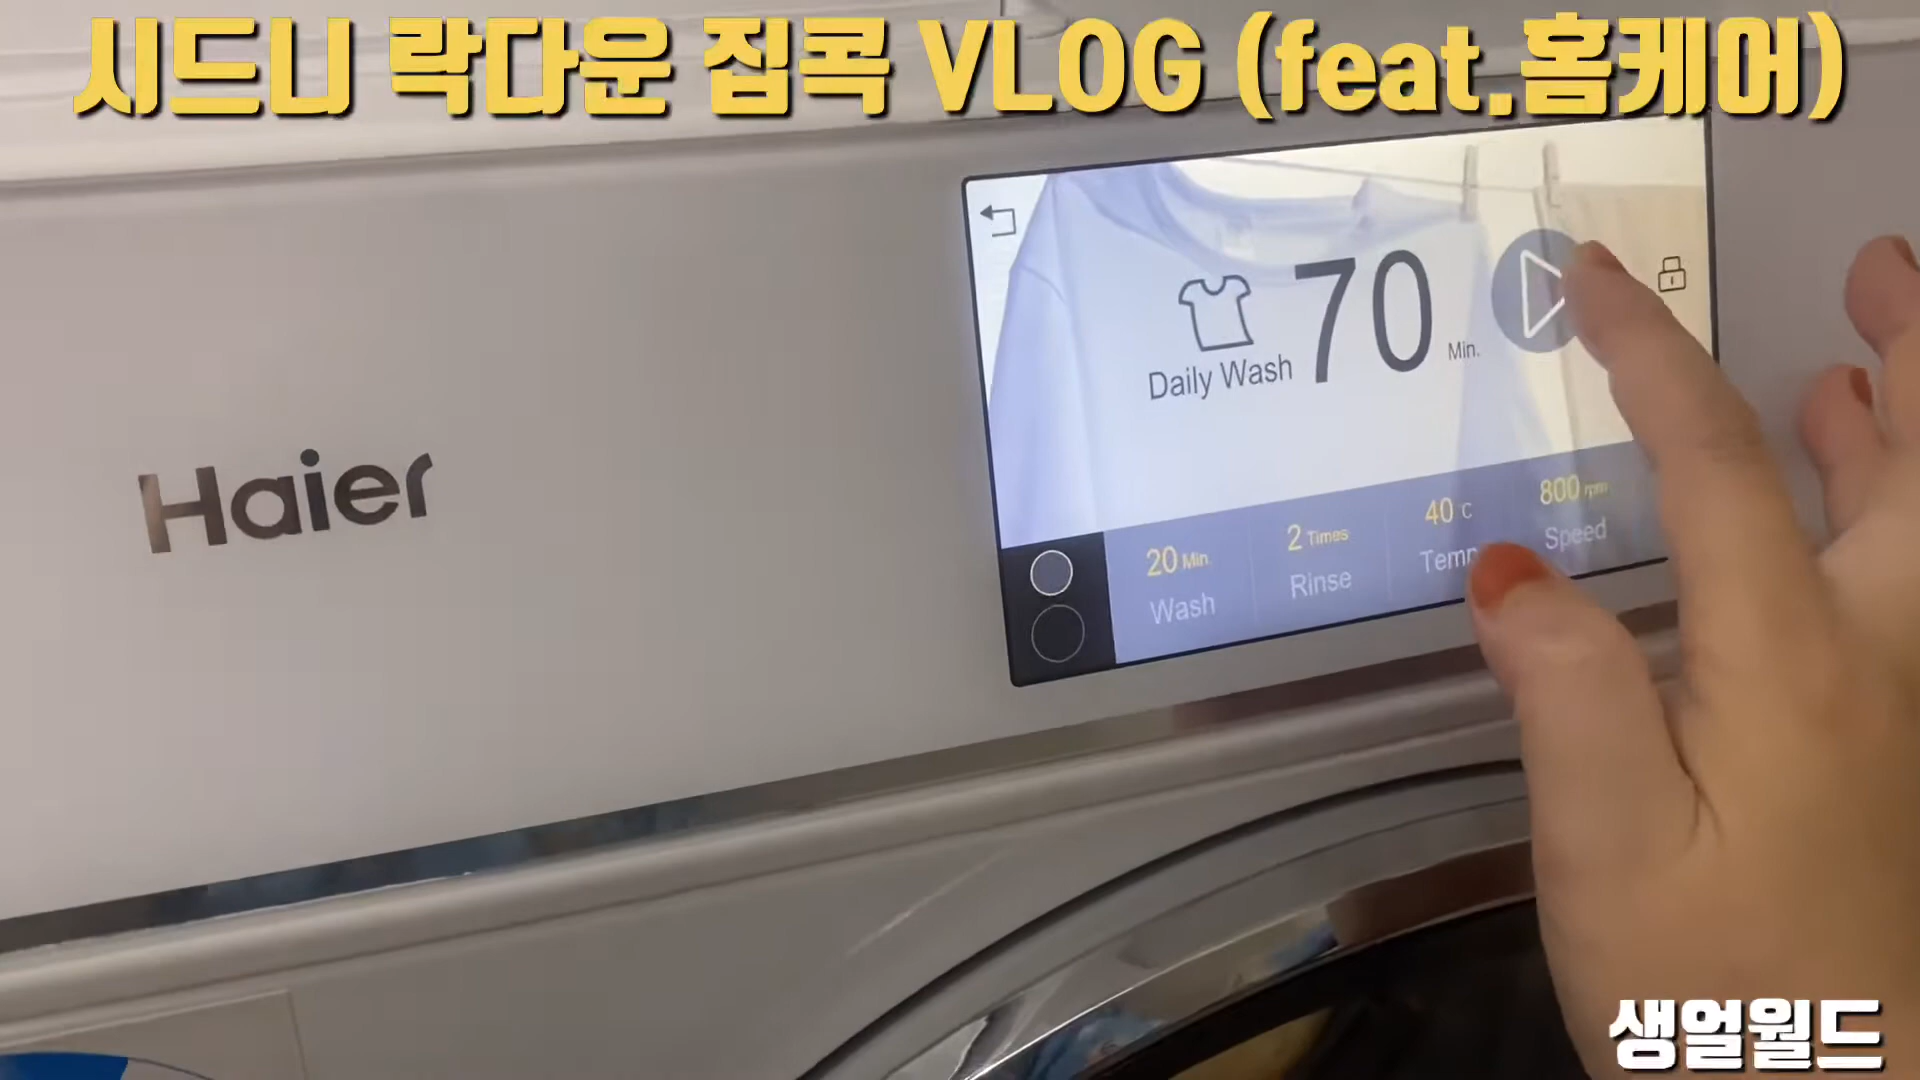 시드니 락다운 집콕 VLOG (feat.홈케어)
Haier
Daily Wash 70 Min.
20 Min. 2 Times 40 °C 800 rpm
Wash Rinse Temp Speed
생얼월드